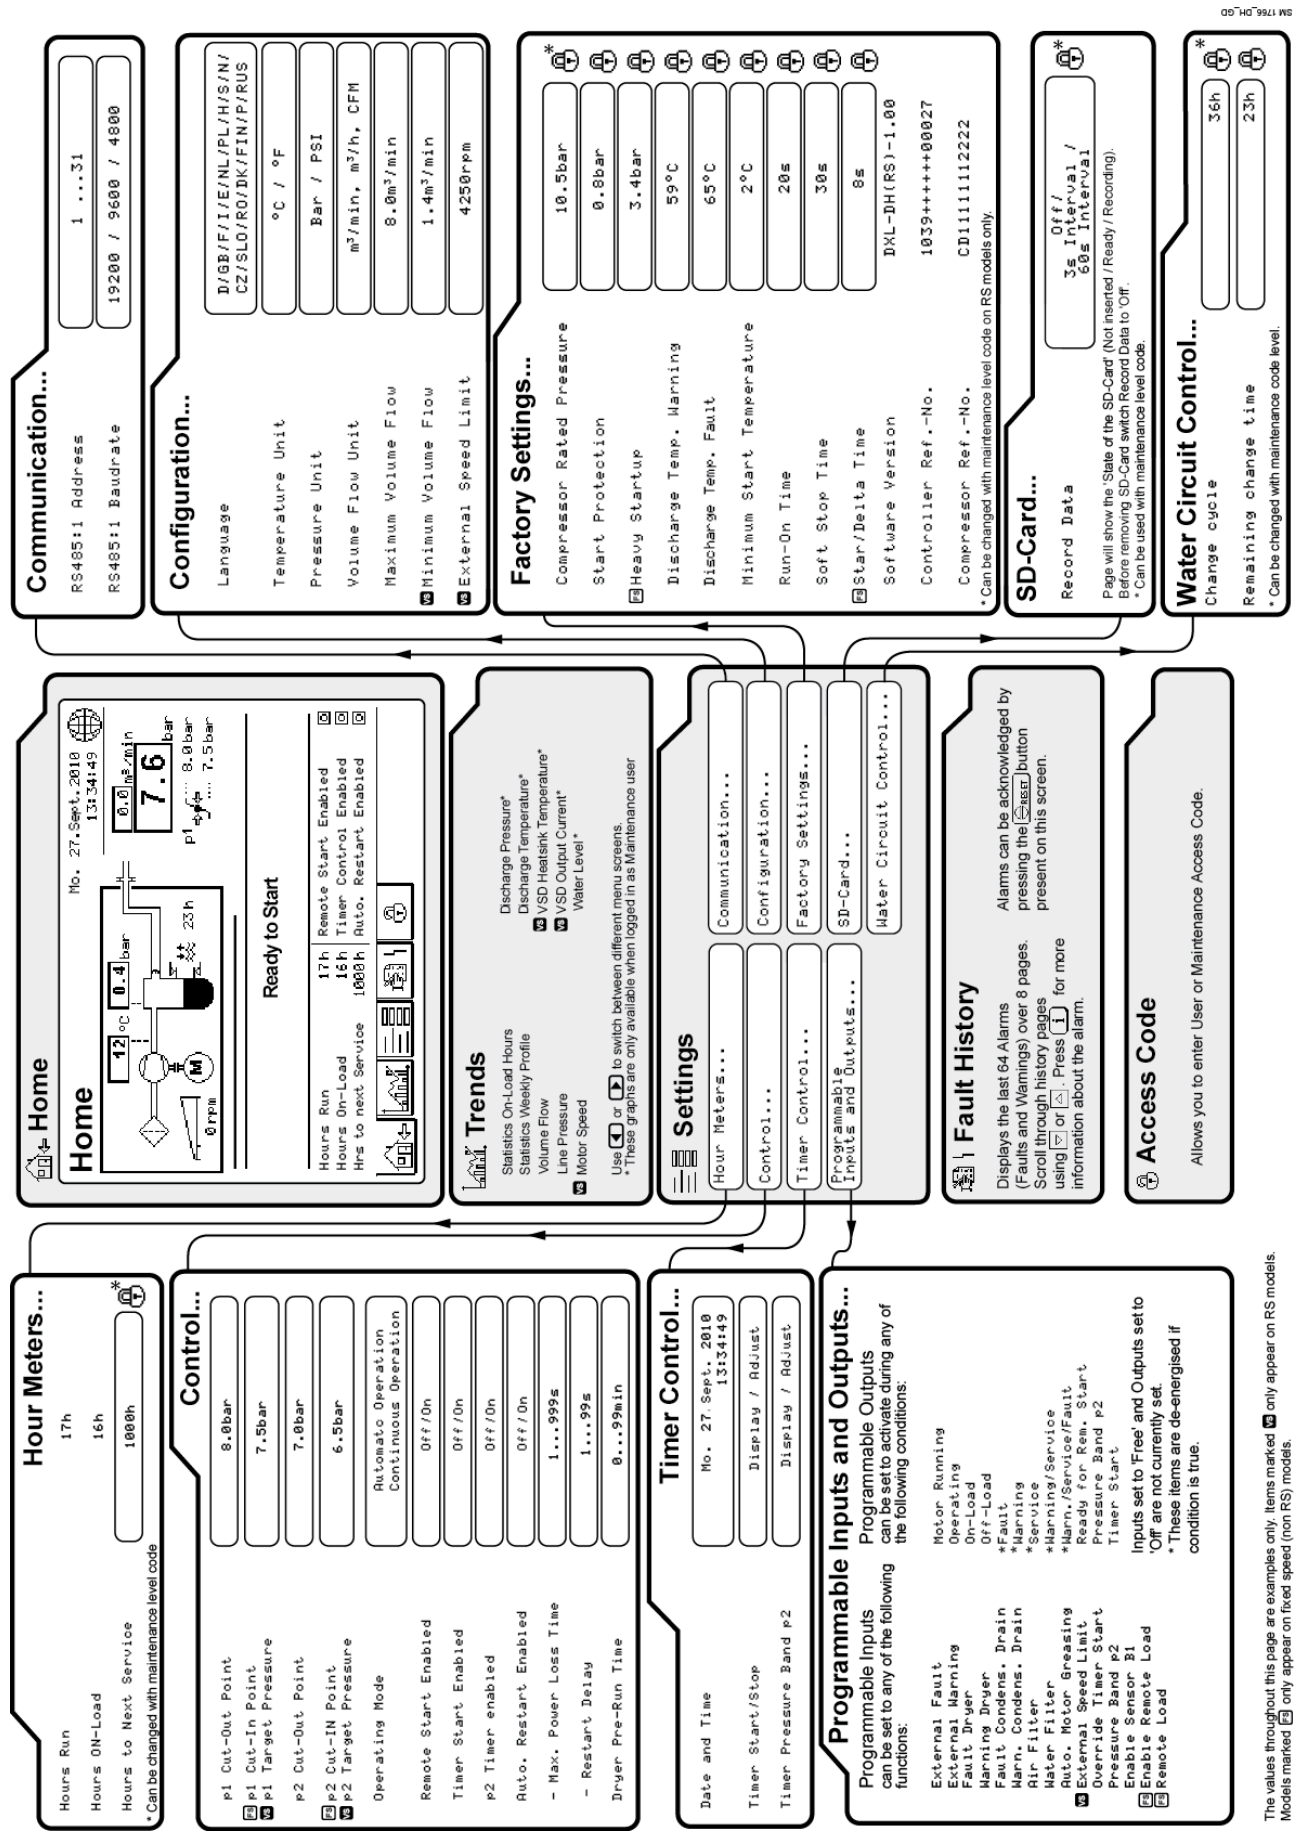 Hour Meters...
Hours Run 17h
Hours ON-Load 16h
Hours to Next Service 1000h *
* Can be changed with maintenance level code
Control...
p1 Cut-Out Point 8.0bar
FS p1 Cut-In Point
VS p1 Target Pressure 7.5bar
p2 Cut-Out Point 7.0bar
FS p2 Cut-IN Point
VS p2 Target Pressure 6.5bar
Operating Mode Automatc Operation
Continuous Operation
Remote Start Enabled Off/On
Timer Start Enabled Off/On
p2 Timer enabled Off/On
Auto. Restart Enabled Off/On
- Max. Power Loss Time 1...999s
- Restart Delay 1...99s
Dryer Pre-Run Time 0...99min
Timer Control...
Date and Time Mo. 27.Sept. 2010
13:34:49
Timer Start/Stop Display / Adjust
Timer Pressure Band p2 Display / Adjust
Programmable Inputs and Outputs...
Programmable Inputs
can be set to any of the following
functions:
External Fault
External Warning
Fault Dryer
Warning Dryer
Fault Condens. Drain
Warn. Condens. Drain
Air Filter
Water Filter
Auto. Motor Greasing
VS External Speed Limit
Override Timer Start
Pressure Band p2
Enable Sensor B1
FS Enable Remote Load
FS Remote Load
Programmable Outputs
can be set to activate during any of
the following conditions:
Motor Running
Operating
On-Load
Off-Load
*Fault
*Warning
*Service
*Warning/Service
*Warn./Service/Fault
Ready for Rem. Start
Pressure Band p2
Timer Start
Inputs set to 'Free' and Outputs set to
'Off' are not currently set.
* These items are de-energised if
condition is true.
The values throughout this page are examples only. Items marked VS only appear on RS models.
Models marked FS only appear on fixed speed (non RS) models.
Home
Home
Mo. 27.Sept.2010
13:34:49
12 °C
0.4 bar
M
0 rpm
23h
0.0 m³/min
7.6 bar
p1
8.0 bar
7.5 bar
Ready to Start
Hours Run 17h Remote Start Enabled
Hours On-Load 16h Timer Control Enabled
Hrs to next Service 1000h Auto. Restart Enabled
Trends
Statistics On-Load Hours
Statistics Weekly Profile
Volume Flow
Line Pressure
VS Motor Speed
Discharge Pressure*
Discharge Temperature*
VS VSD Heatsink Temperature*
VS VSD Output Current*
Water Level*
Use ◄ or ► to switch between different menu screens.
* These graphs are only available when logged in as Maintenance user
Settings
Hour Meters...
Control...
Timer Control...
Programmable
Inputs and Outputs...
Communication...
Configuration...
Factory Settings...
SD-Card...
Water Circuit Control...
Fault History
Displays the last 64 Alarms
(Faults and Warnings) over 8 pages.
Scroll through history pages
using ▽ or △. Press i for more
information about the alarm.
Alarms can be acknowledged by
pressing the RESET button
present on this screen.
Access Code
Allows you to enter User or Maintenance Access Code.
Communication...
RS485:1 Address 1 ...31
RS485:1 Baudrate 19200 / 9600 / 4800
Configuration...
Language D/GB/F/I/E/NL/PL/H/S/N/
CZ/SLO/RO/DK/FIN/P/RUS
Temperature Unit °C / °F
Pressure Unit Bar / PSI
Volume Flow Unit m³/min, m³/h, CFM
Maximum Volume Flow 8.0m³/min
VS Minimum Volume Flow 1.4m³/min
VS External Speed Limit 4250rpm
Factory Settings...
Compressor Rated Pressure 10.5bar *
Start Protection 0.8bar
FS Heavy Startup 3.4bar
Discharge Temp. Warning 59°C
Discharge Temp. Fault 65°C
Minimum Start Temperature 2°C
Run-On Time 20s
Soft Stop Time 30s
FS Star/Delta Time 8s
Software Version DXL-DH(RS)-1.00
Controller Ref.-No. 1039++++++00027
Compressor Ref.-No. CD1111112222
* Can be changed with maintenance level code on RS models only.
SD-Card...
Record Data Off/
3s Interval /
60s Interval *
Page will show the 'State of the SD-Card' (Not inserted / Ready / Recording).
Before removing SD-Card switch Record Data to 'Off'.
* Can be used with maintenance level code.
Water Circuit Control...
Change cycle 36h *
Remaining change time 23h
* Can be changed with maintenance code level.
SM 1766_DH_GD